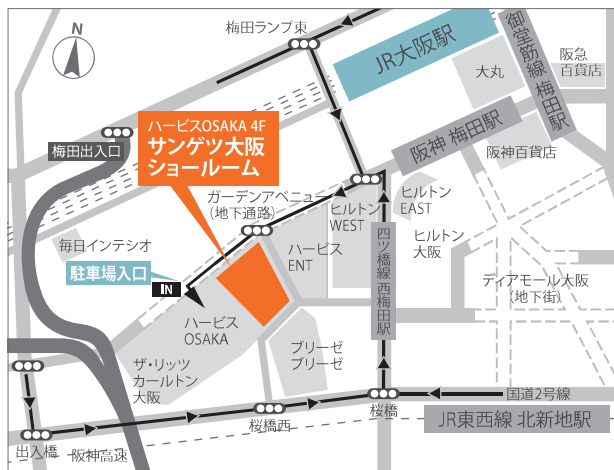 N
梅田ランプ東
JR大阪駅
御堂筋線 梅田駅
阪急
百貨店
大丸
阪神 梅田駅
阪神百貨店
梅田出入口
ハービスOSAKA 4F
サンゲツ大阪
ショールーム
ガーデンアベニュー
(地下通路)
ヒルトン
WEST
ヒルトン
EAST
ヒルトン
大阪
四ツ橋線 西梅田駅
毎日インテシオ
駐車場入口
IN
ハービス
ENT
ハービス
OSAKA
ディアモール大阪
(地下街)
ザ・リッツ
カールトン
大阪
ブリーゼ
ブリーゼ
国道2号線
桜橋
桜橋西
JR東西線 北新地駅
出入橋
阪神高速